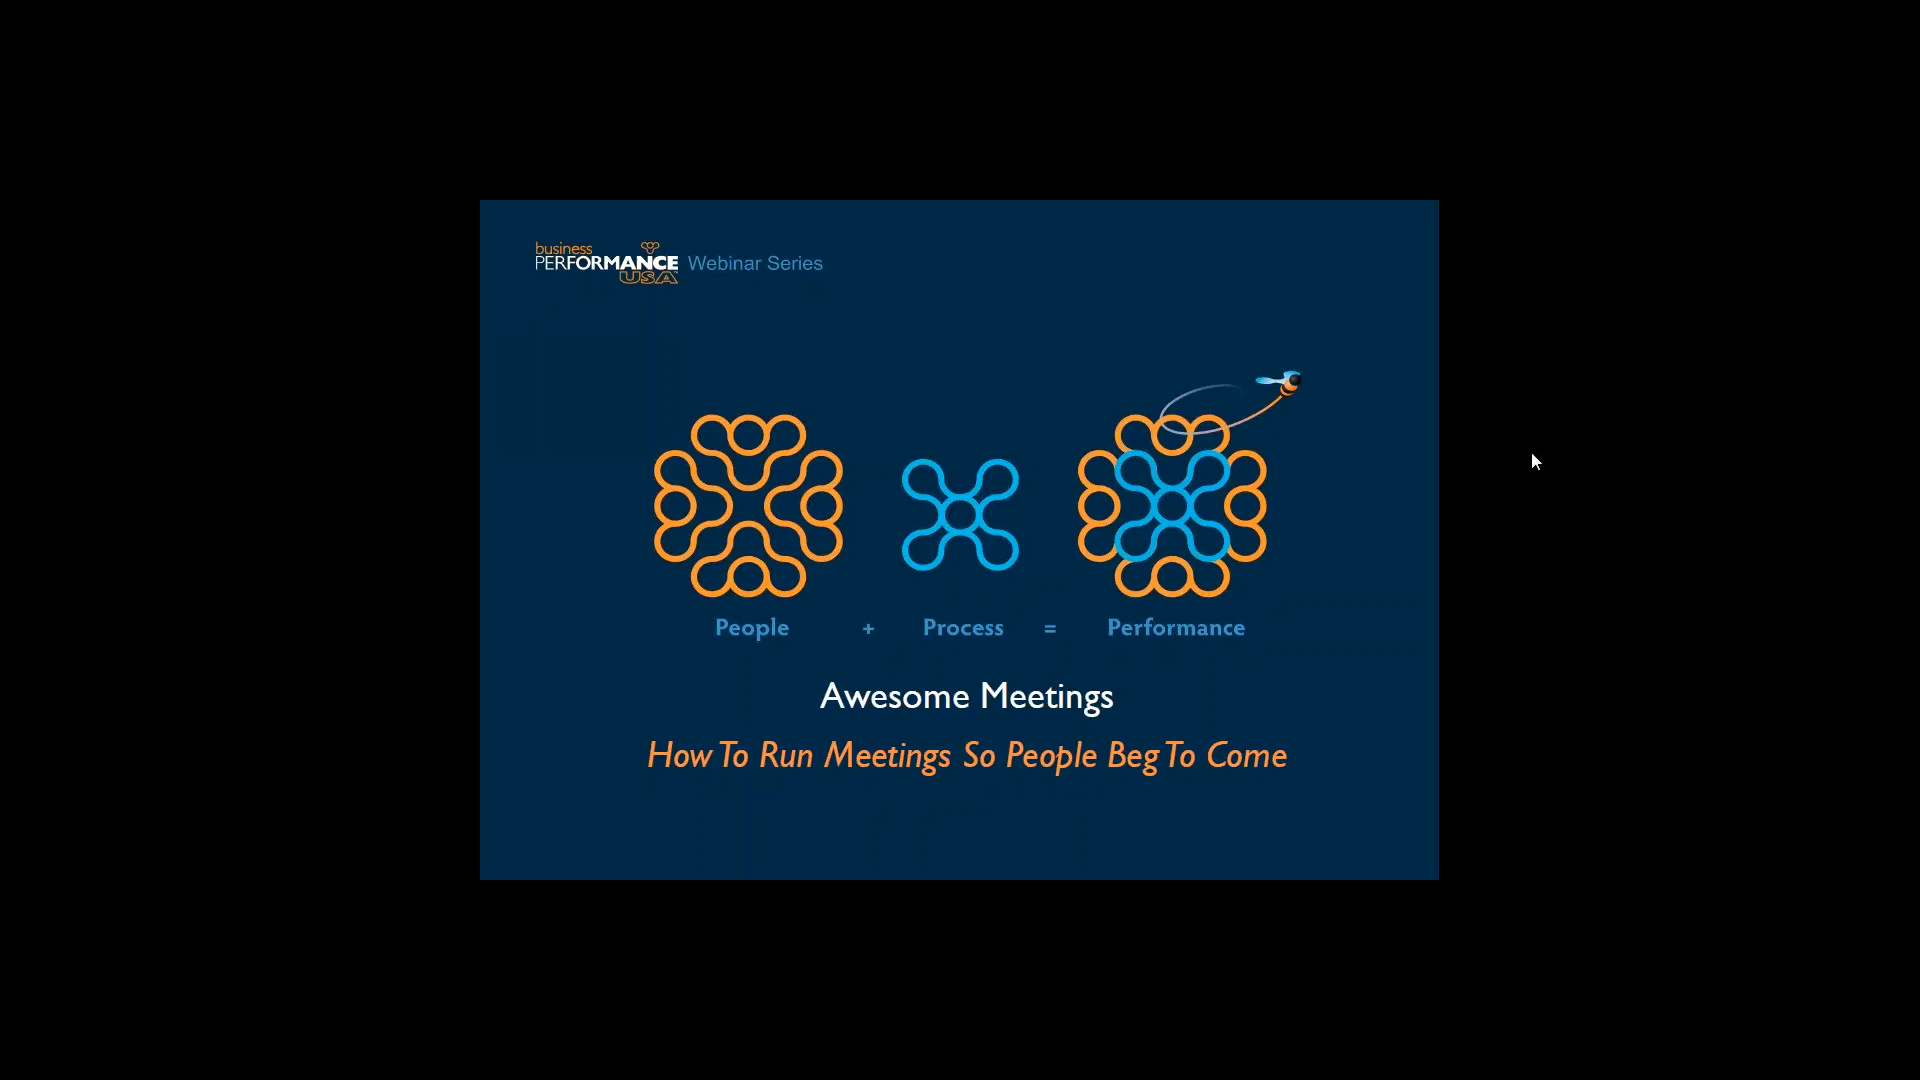 business
PERFORMANCE Webinar Series
USA
People + Process = Performance
Awesome Meetings
How To Run Meetings So People Beg To Come